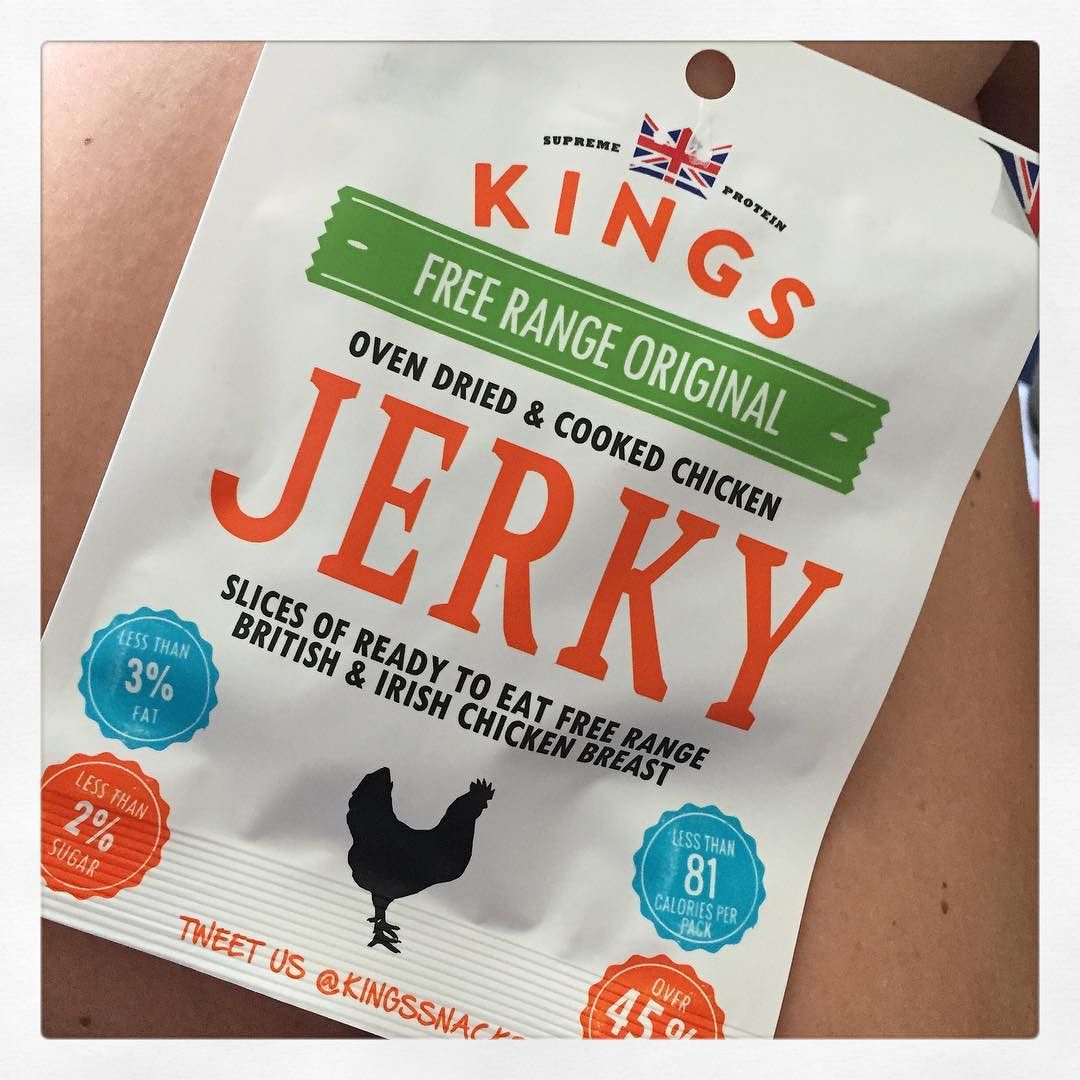 SUPREME
PROTEIN
KINGS
FREE RANGE ORIGINAL
OVEN DRIED & COOKED CHICKEN
JERKY
SLICES OF READY TO EAT FREE RANGE
BRITISH & IRISH CHICKEN BREAST
LESS THAN
3%
FAT
LESS THAN
2%
SUGAR
LESS THAN
81
CALORIES PER
PACK
OVER
45%
TWEET US